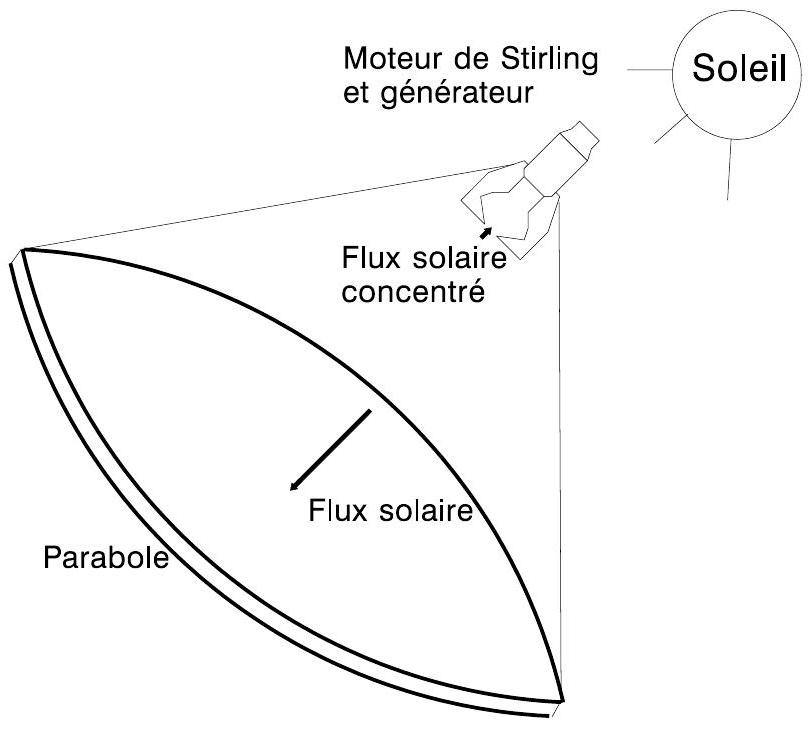 Moteur de Stirling
et générateur
Soleil
Flux solaire
concentré
Flux solaire
Parabole